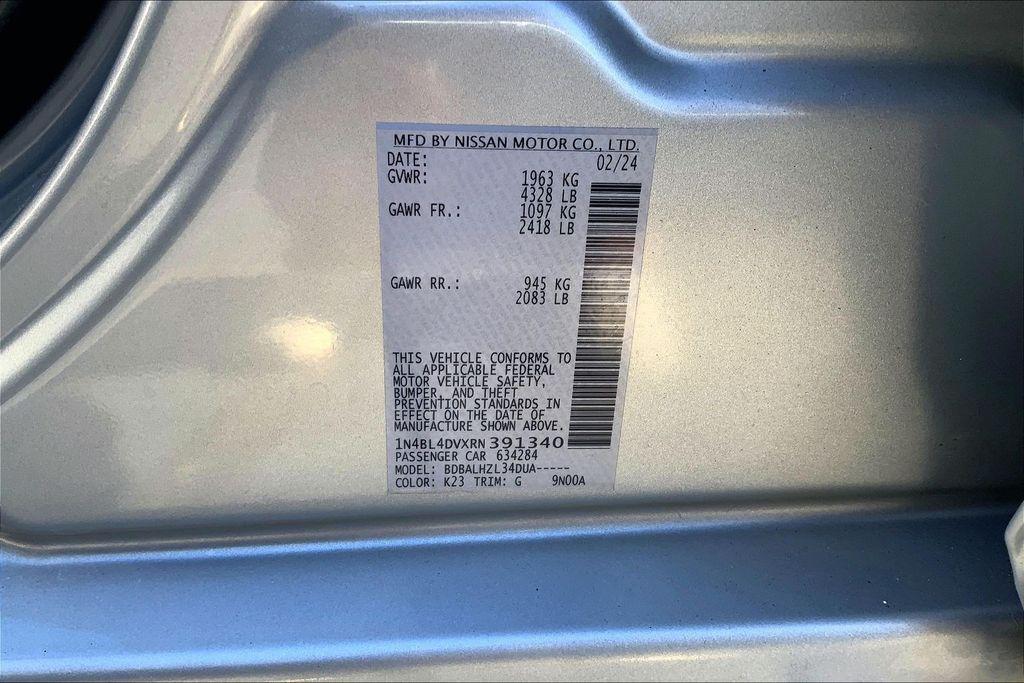 MFD BY NISSAN MOTOR CO., LTD.
DATE: 02/24
GVWR: 1963 KG
4328 LB
GAWR FR.: 1097 KG
2418 LB
GAWR RR.: 945 KG
2083 LB
THIS VEHICLE CONFORMS TO
ALL APPLICABLE FEDERAL
MOTOR VEHICLE SAFETY,
BUMPER, AND THEFT
PREVENTION STANDARDS IN
EFFECT ON THE DATE OF
MANUFACTURE SHOWN ABOVE.
1N4BL4DVXRN391340
PASSENGER CAR 634284
MODEL: BDBALHZL34DUA-----
COLOR: K23 TRIM: G 9N00A